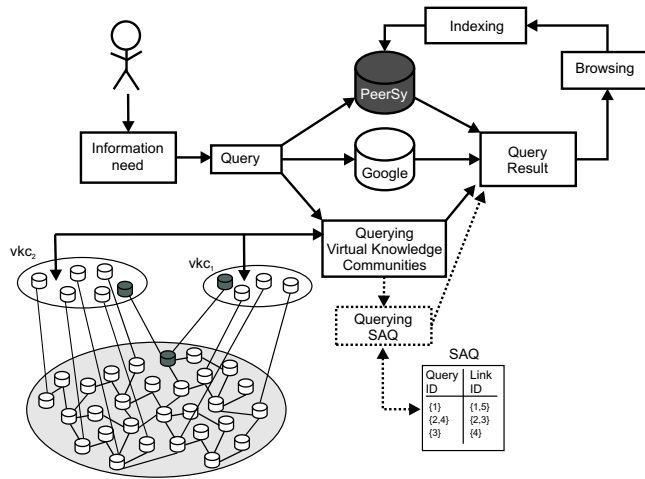 Indexing
Browsing
PeerSy
Information
need
Query
Google
Query
Result
Querying
Virtual Knowledge
Communities
vkc2
vkc1
Querying
SAQ
SAQ
Query Link
ID ID
{1} {1,5}
{2,4} {2,3}
{3} {4}